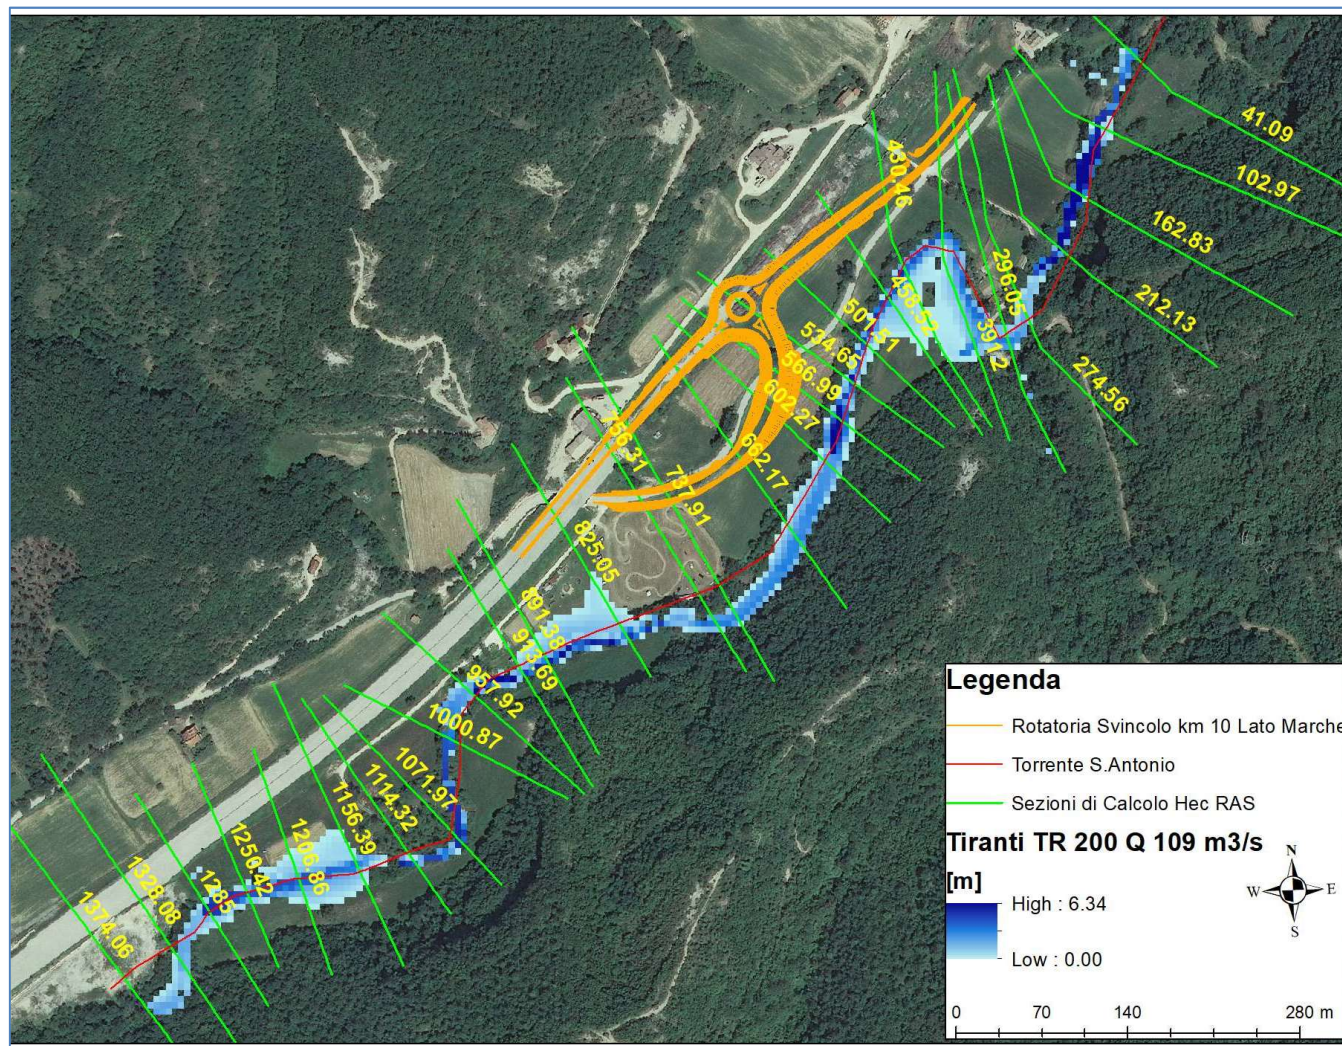 41.09
102.97
162.83
212.13
274.56
296.05
391.2
430.46
458.52
501.51
534.65
566.99
602.27
662.17
737.91
756.31
825.05
891.38
913.69
957.92
1000.87
1071.97
1114.32
1156.39
1206.86
1250.42
1285
1328.08
1374.06
Legenda
Rotatoria Svincolo km 10 Lato Marche
Torrente S.Antonio
Sezioni di Calcolo Hec RAS
Tiranti TR 200 Q 109 m3/s
[m]
High : 6.34
Low : 0.00
N
W
E
S
0 70 140 280 m